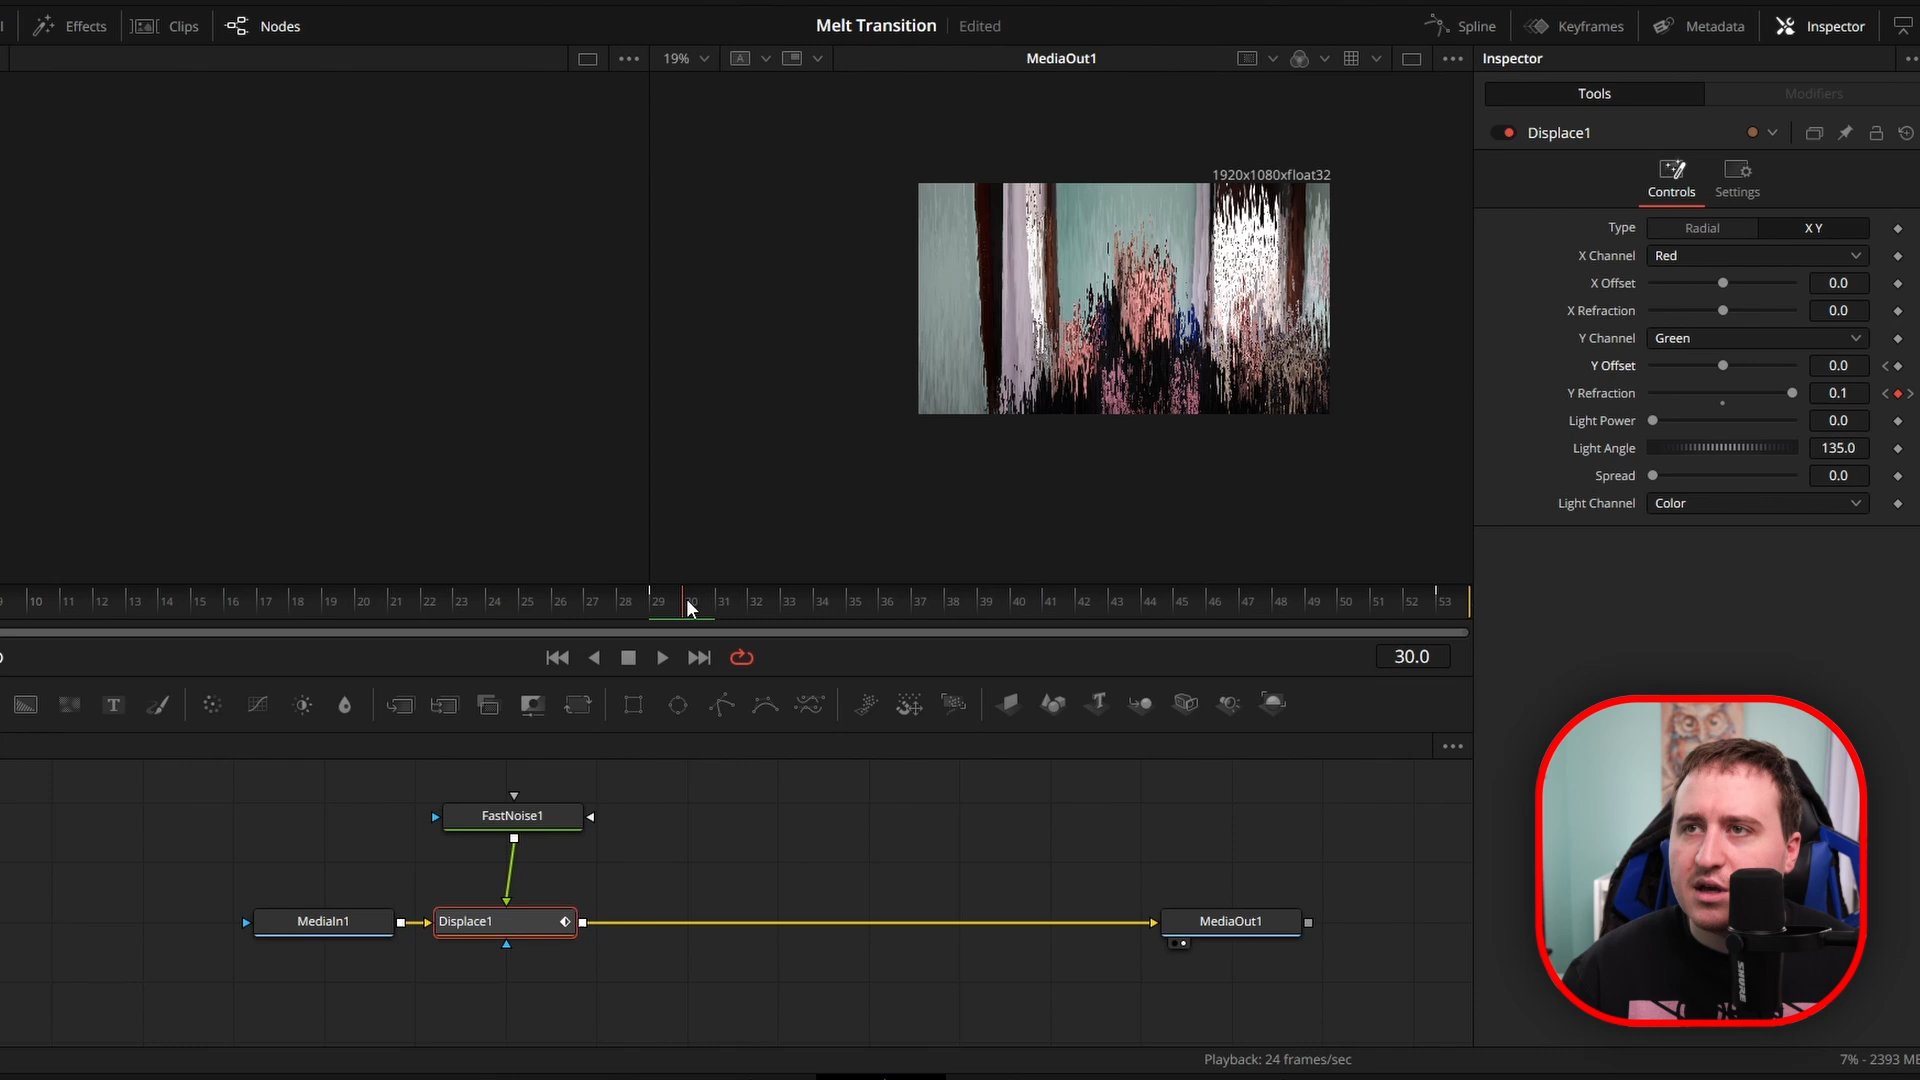 Effects
Clips
Nodes
Melt Transition
Edited
Spline
Keyframes
Metadata
Inspector
19%
A
MediaOut1
Inspector
Tools
Modifiers
Displace1
Controls
Settings
1920x1080xfloat32
Type
Radial
X Y
X Channel
Red
X Offset
0.0
X Refraction
0.0
Y Channel
Green
Y Offset
0.0
Y Refraction
0.1
Light Power
0.0
Light Angle
135.0
Spread
0.0
Light Channel
Color
10 11 12 13 14 15 16 17 18 19 20 21 22 23 24 25 26 27 28 29 30 31 32 33 34 35 36 37 38 39 40 41 42 43 44 45 46 47 48 49 50 51 52 53
30.0
T
T
FastNoise1
MediaIn1
Displace1
MediaOut1
SHURE
Playback: 24 frames/sec
7% - 2393 MB